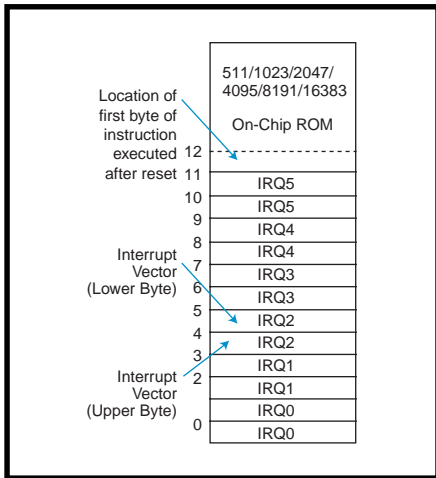 511/1023/2047/
4095/8191/16383
On-Chip ROM
Location of
first byte of
instruction
executed
after reset
12
11
IRQ5
10
IRQ5
9
IRQ4
8
IRQ4
7
IRQ3
6
IRQ3
5
IRQ2
4
IRQ2
3
IRQ1
2
IRQ1
IRQ0
0
IRQ0
Interrupt
Vector
(Lower Byte)
Interrupt
Vector
(Upper Byte)